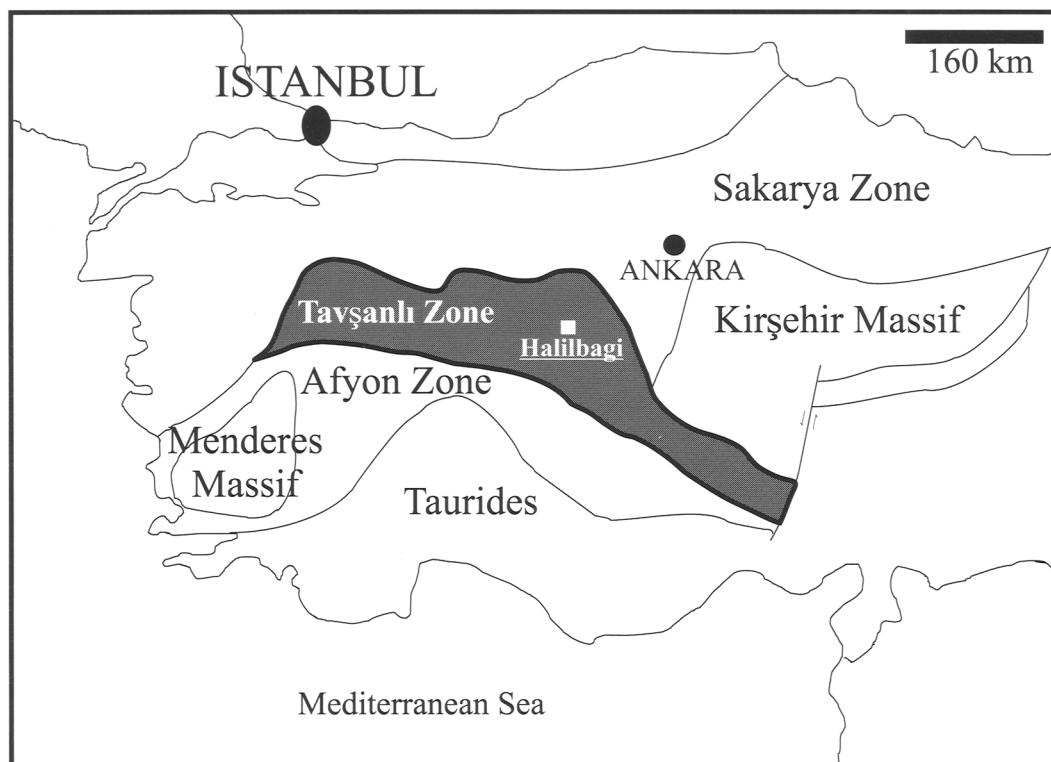 160 km
ISTANBUL
Sakarya Zone
ANKARA
Tavşanlı Zone
Kirşehir Massif
Halilbagi
Afyon Zone
Menderes
Massif
Taurides
Mediterranean Sea